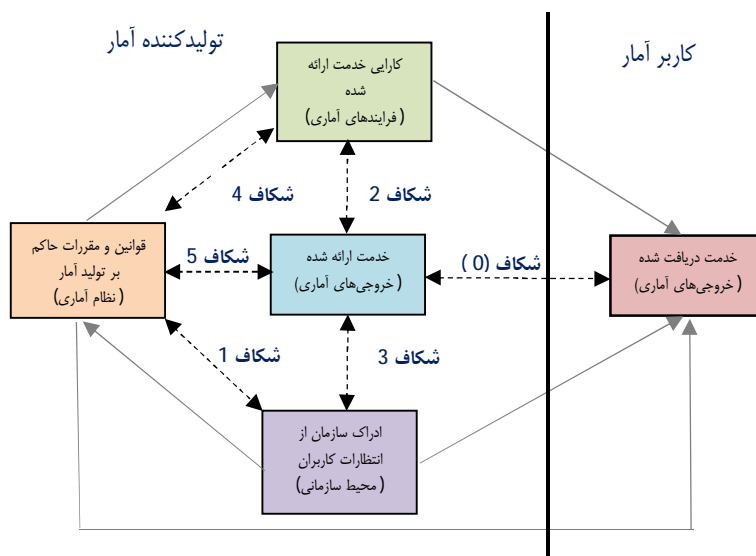 کاربر آمار
تولیدکننده آمار
کارایی خدمت ارائه
شده
(فرایندهای آماری)
شکاف 4
شکاف 2
قوانین و مقررات حاکم
بر تولید آمار
(نظام آماری)
شکاف 5
خدمت ارائه شده
(خروجی‌های آماری)
شکاف (0)
خدمت دریافت شده
(خروجی‌های آماری)
شکاف 1
شکاف 3
ادراک سازمان از
انتظارات کاربران
(محیط سازمانی)